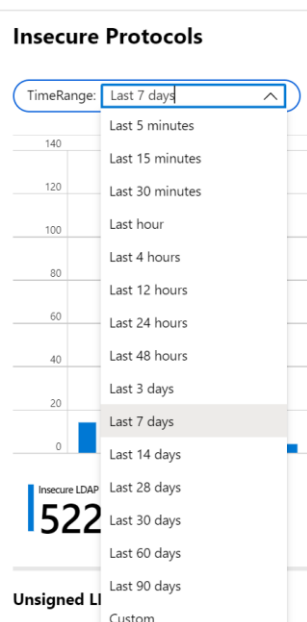 Insecure Protocols
TimeRange: Last 7 days
Last 5 minutes
140
Last 15 minutes
120
Last 30 minutes
100
Last hour
Last 4 hours
80
Last 12 hours
60
Last 24 hours
40
Last 48 hours
Last 3 days
20
Last 7 days
0
Last 14 days
Insecure LDAP
Last 28 days
522
Last 30 days
Last 60 days
Last 90 days
Unsigned
Custom